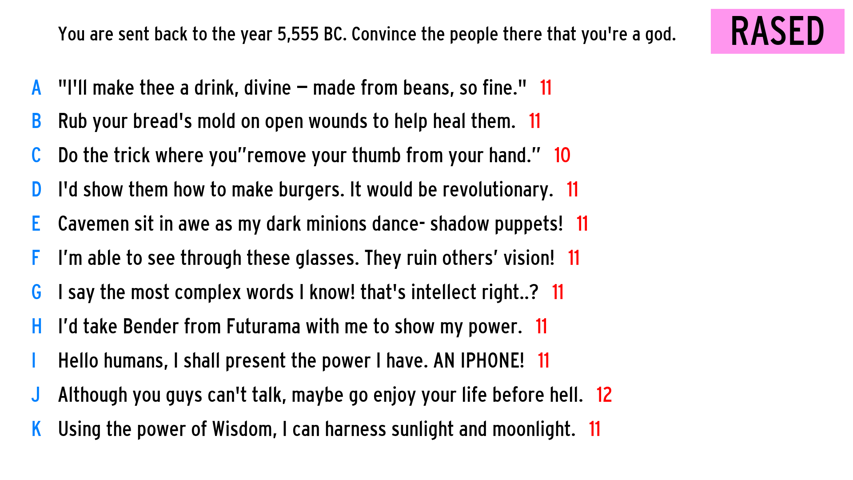 You are sent back to the year 5,555 BC. Convince the people there that you're a god.
RASED
A "I'll make thee a drink, divine — made from beans, so fine." 11
B Rub your bread's mold on open wounds to help heal them. 11
C Do the trick where you”remove your thumb from your hand.” 10
D I'd show them how to make burgers. It would be revolutionary. 11
E Cavemen sit in awe as my dark minions dance- shadow puppets! 11
F I’m able to see through these glasses. They ruin others’ vision! 11
G I say the most complex words I know! that's intellect right..? 11
H I’d take Bender from Futurama with me to show my power. 11
I Hello humans, I shall present the power I have. AN IPHONE! 11
J Although you guys can't talk, maybe go enjoy your life before hell. 12
K Using the power of Wisdom, I can harness sunlight and moonlight. 11